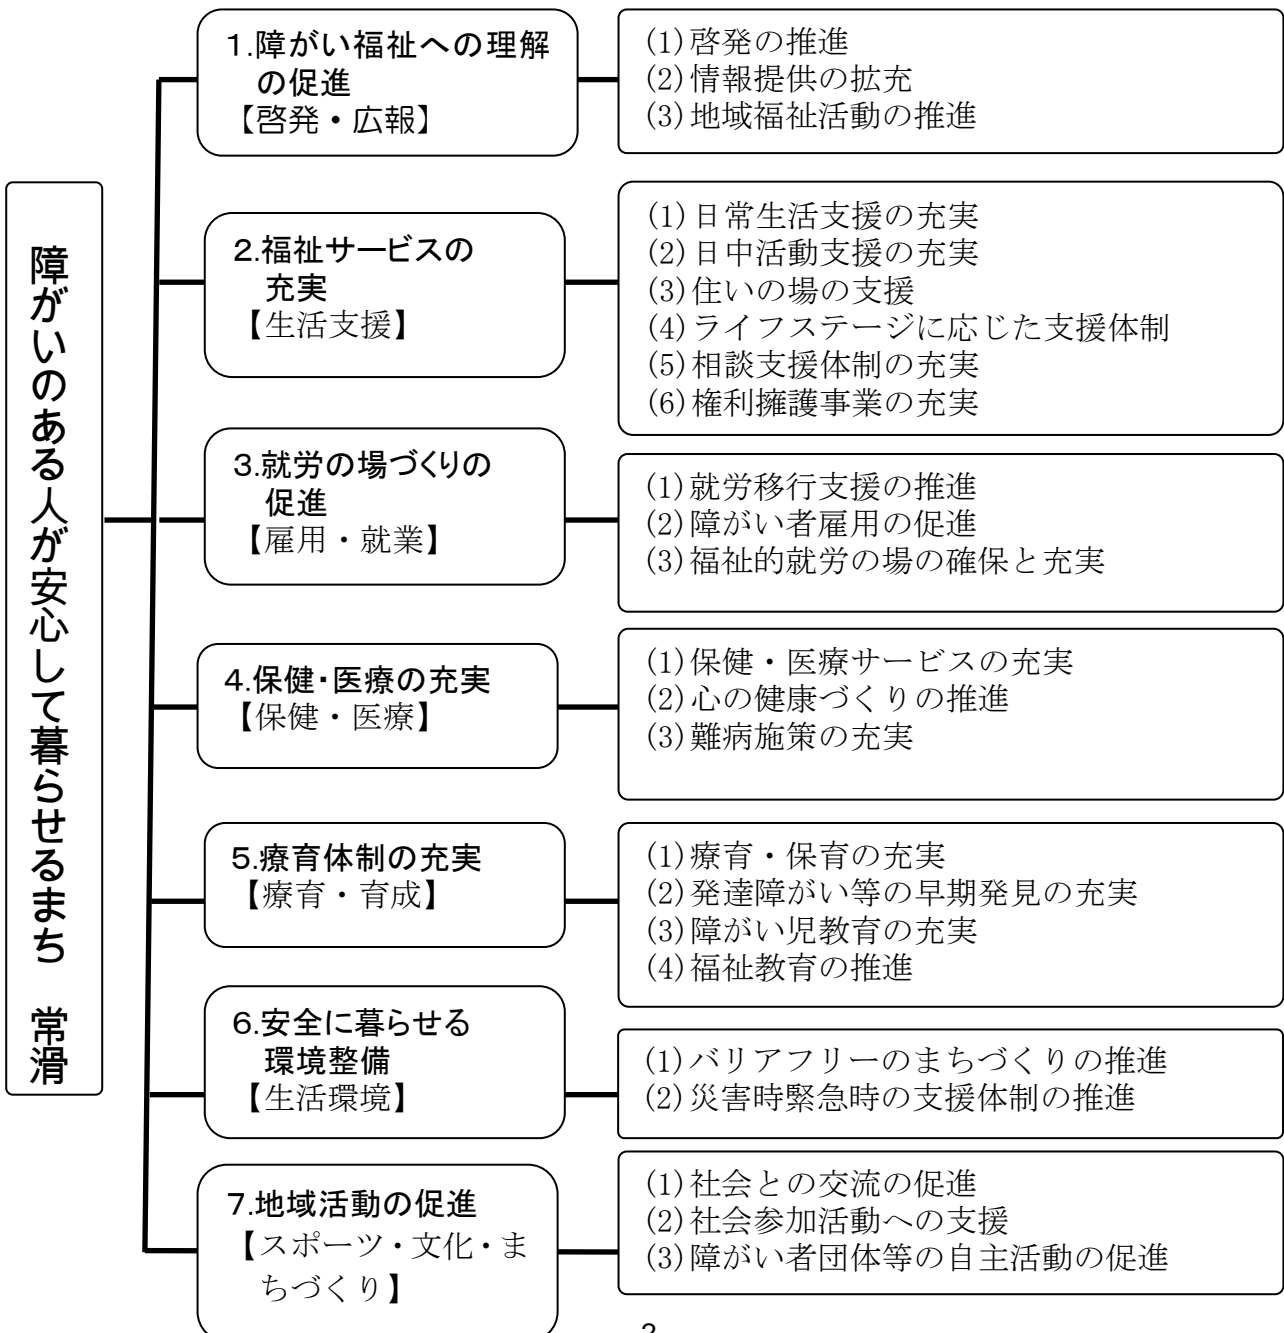 障がいのある人が安心して暮らせるまち　常滑
1.障がい福祉への理解
の促進
【啓発・広報】
(1)啓発の推進
(2)情報提供の拡充
(3)地域福祉活動の推進
2.福祉サービスの
充実
【生活支援】
(1)日常生活支援の充実
(2)日中活動支援の充実
(3)住いの場の支援
(4)ライフステージに応じた支援体制
(5)相談支援体制の充実
(6)権利擁護事業の充実
3.就労の場づくりの
促進
【雇用・就業】
(1)就労移行支援の推進
(2)障がい者雇用の促進
(3)福祉的就労の場の確保と充実
4.保健・医療の充実
【保健・医療】
(1)保健・医療サービスの充実
(2)心の健康づくりの推進
(3)難病施策の充実
5.療育体制の充実
【療育・育成】
(1)療育・保育の充実
(2)発達障がい等の早期発見の充実
(3)障がい児教育の充実
(4)福祉教育の推進
6.安全に暮らせる
環境整備
【生活環境】
(1)バリアフリーのまちづくりの推進
(2)災害時緊急時の支援体制の推進
7.地域活動の促進
【スポーツ・文化・ま
ちづくり】
(1)社会との交流の促進
(2)社会参加活動への支援
(3)障がい者団体等の自主活動の促進